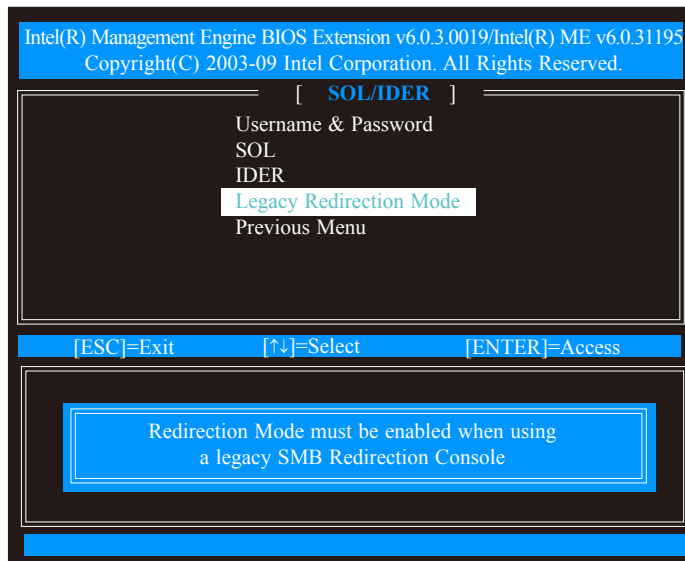 Intel(R) Management Engine BIOS Extension v6.0.3.0019/Intel(R) ME v6.0.31195
Copyright(C) 2003-09 Intel Corporation. All Rights Reserved.
[ SOL/IDER ]
Username & Password
SOL
IDER
Legacy Redirection Mode
Previous Menu
[ESC]=Exit [↑↓]=Select [ENTER]=Access
Redirection Mode must be enabled when using
a legacy SMB Redirection Console